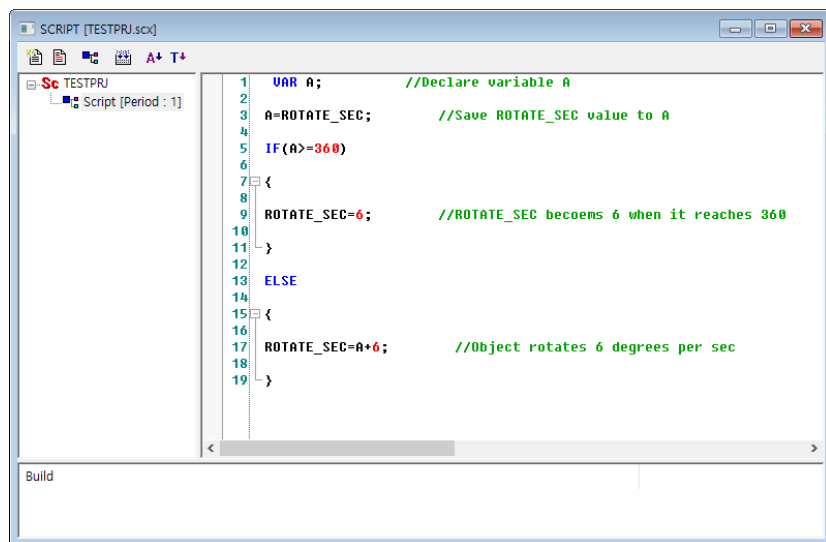 SCRIPT [TESTPRJ.scx]
A T
Sc TESTPRJ
Script [Period : 1]
1 VAR A; //Declare variable A
2
3 A=ROTATE_SEC; //Save ROTATE_SEC value to A
4
5 IF(A>=360)
6
7 {
8
9 ROTATE_SEC=6; //ROTATE_SEC becoems 6 when it reaches 360
10
11 }
12
13 ELSE
14
15 {
16
17 ROTATE_SEC=A+6; //Object rotates 6 degrees per sec
18
19 }
Build